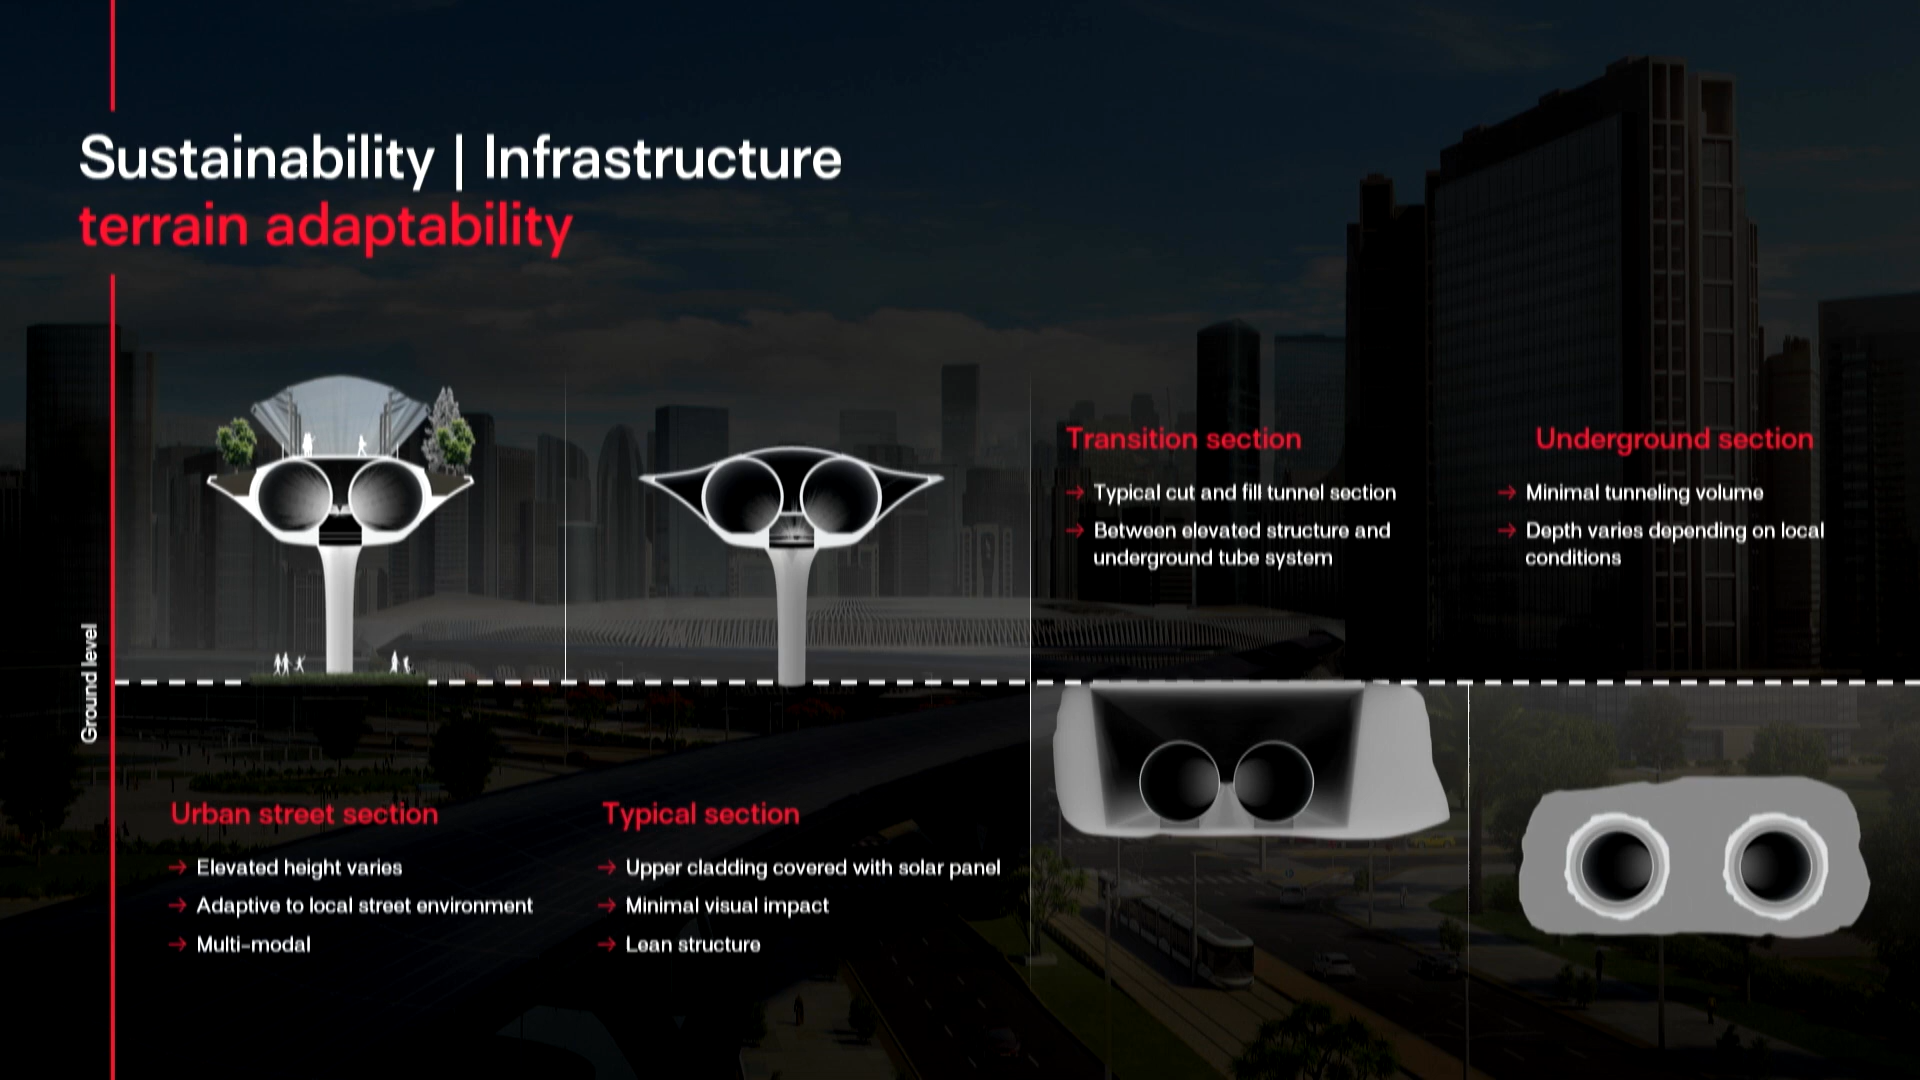 Sustainability | Infrastructure
terrain adaptability
Transition section
→ Typical cut and fill tunnel section
→ Between elevated structure and
underground tube system
Underground section
→ Minimal tunneling volume
→ Depth varies depending on local
conditions
Ground level
Urban street section
→ Elevated height varies
→ Adaptive to local street environment
→ Multi-modal
Typical section
→ Upper cladding covered with solar panel
→ Minimal visual impact
→ Lean structure